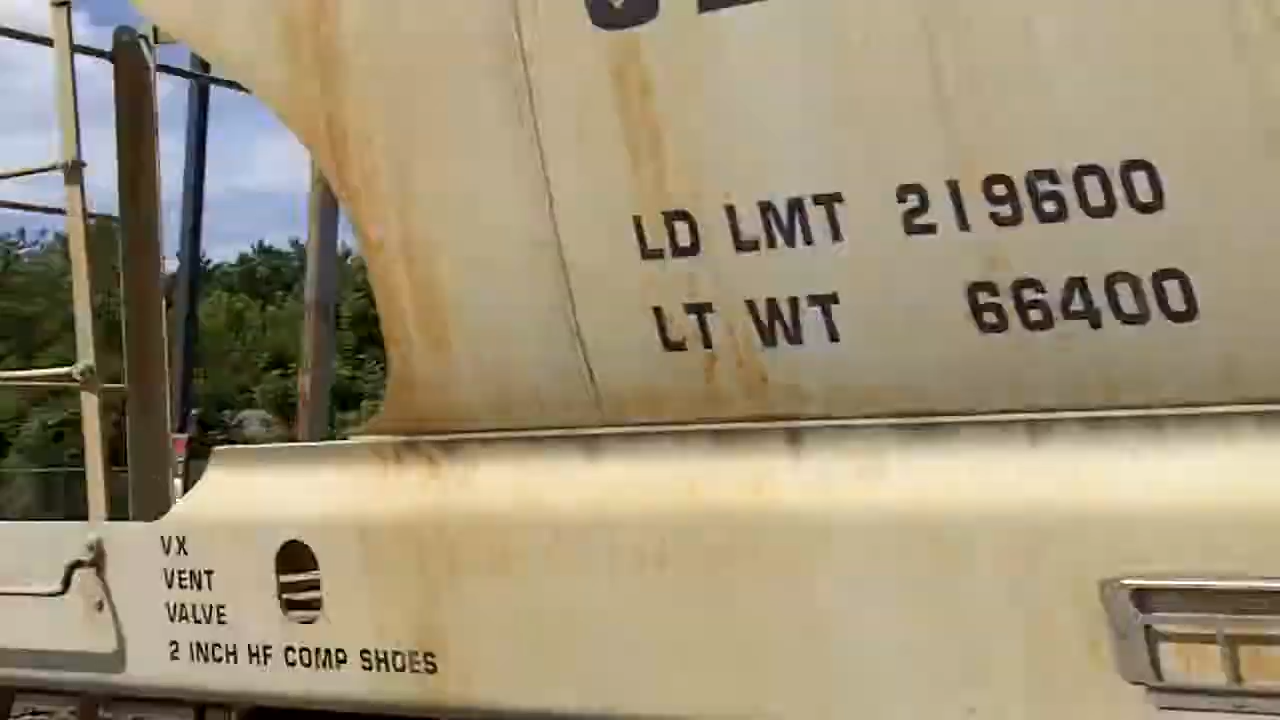 LD LMT 219600
LT WT 66400
VX
VENT
VALVE
2 INCH HF COMP SHOES